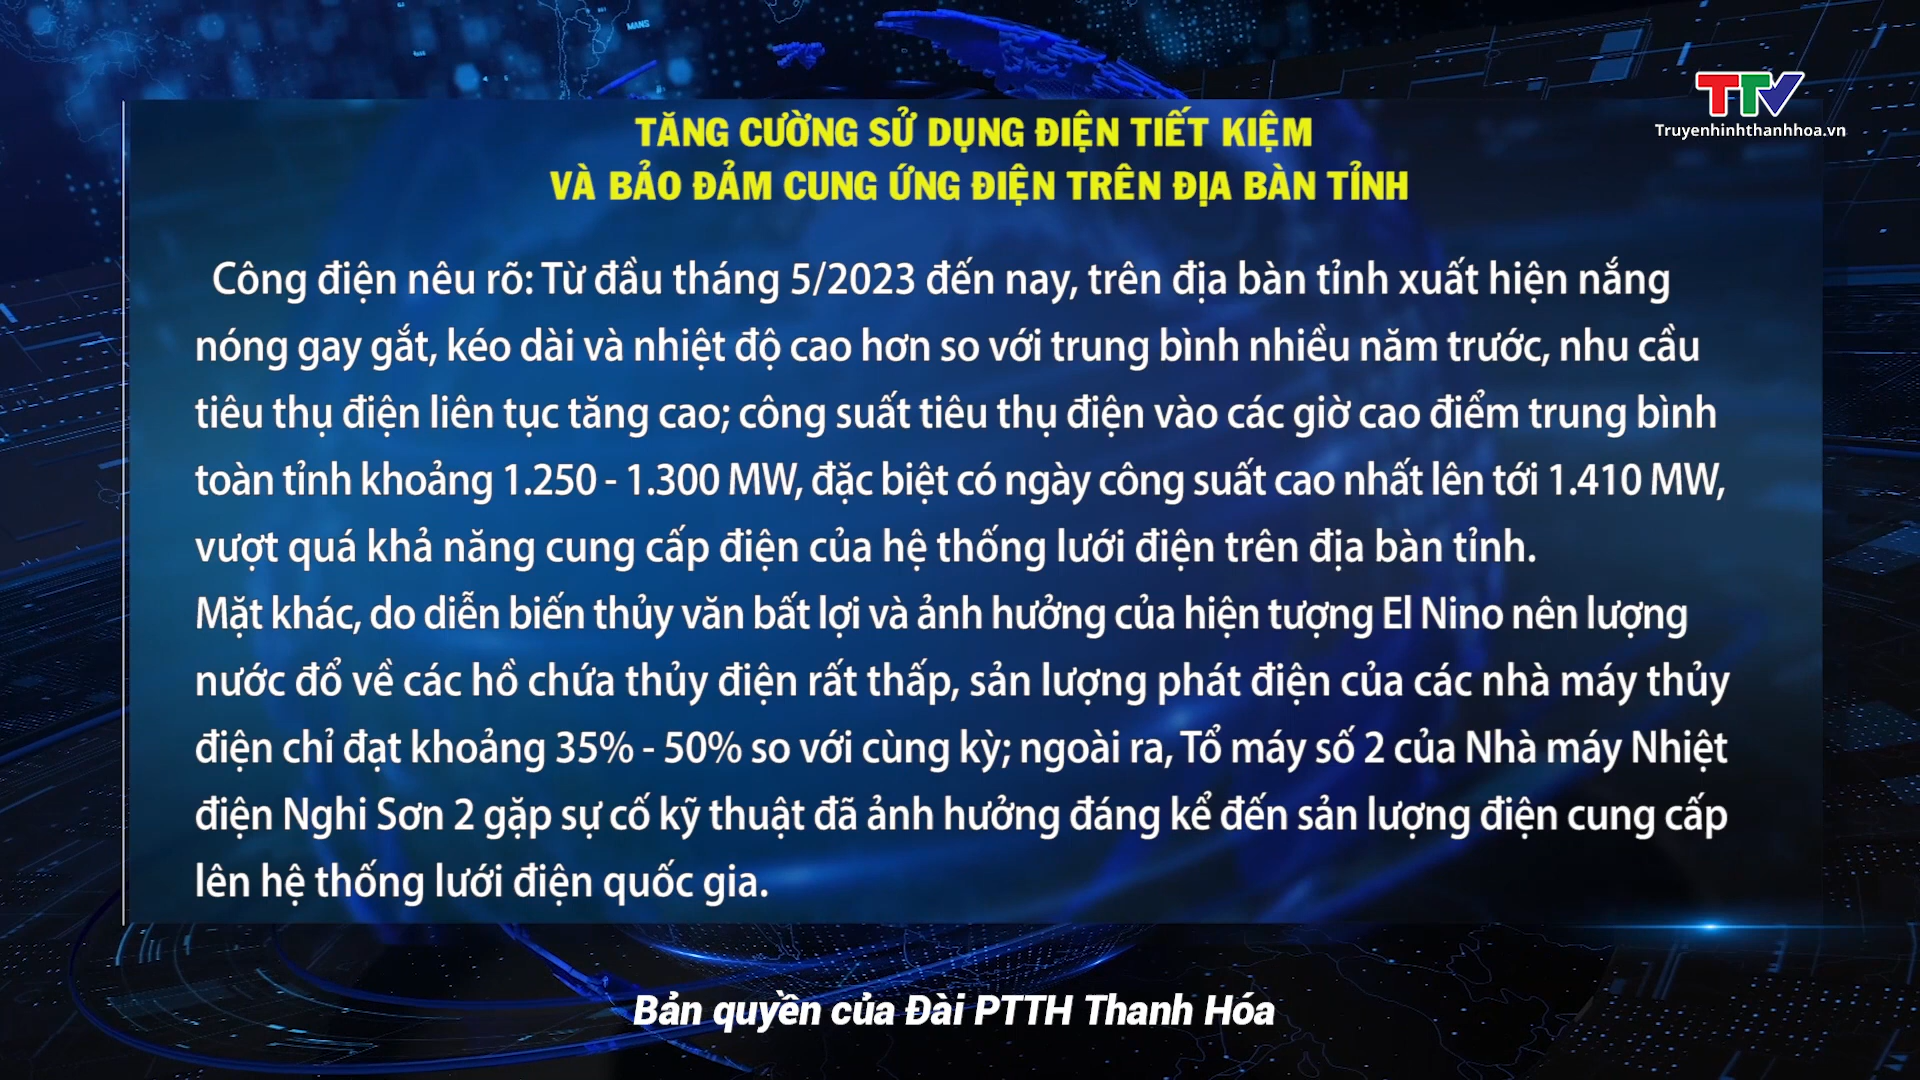 TTV
Truyenhinhthanhhoa.vn
TĂNG CƯỜNG SỬ DỤNG ĐIỆN TIẾT KIỆM
VÀ BẢO ĐẢM CUNG ỨNG ĐIỆN TRÊN ĐỊA BÀN TỈNH
Công điện nêu rõ: Từ đầu tháng 5/2023 đến nay, trên địa bàn tỉnh xuất hiện nắng
nóng gay gắt, kéo dài và nhiệt độ cao hơn so với trung bình nhiều năm trước, nhu cầu
tiêu thụ điện liên tục tăng cao; công suất tiêu thụ điện vào các giờ cao điểm trung bình
toàn tỉnh khoảng 1.250 - 1.300 MW, đặc biệt có ngày công suất cao nhất lên tới 1.410 MW,
vượt quá khả năng cung cấp điện của hệ thống lưới điện trên địa bàn tỉnh.
Mặt khác, do diễn biến thủy văn bất lợi và ảnh hưởng của hiện tượng El Nino nên lượng
nước đổ về các hồ chứa thủy điện rất thấp, sản lượng phát điện của các nhà máy thủy
điện chỉ đạt khoảng 35% - 50% so với cùng kỳ; ngoài ra, Tổ máy số 2 của Nhà máy Nhiệt
điện Nghi Sơn 2 gặp sự cố kỹ thuật đã ảnh hưởng đáng kể đến sản lượng điện cung cấp
lên hệ thống lưới điện quốc gia.
Bản quyền của Đài PTTH Thanh Hóa